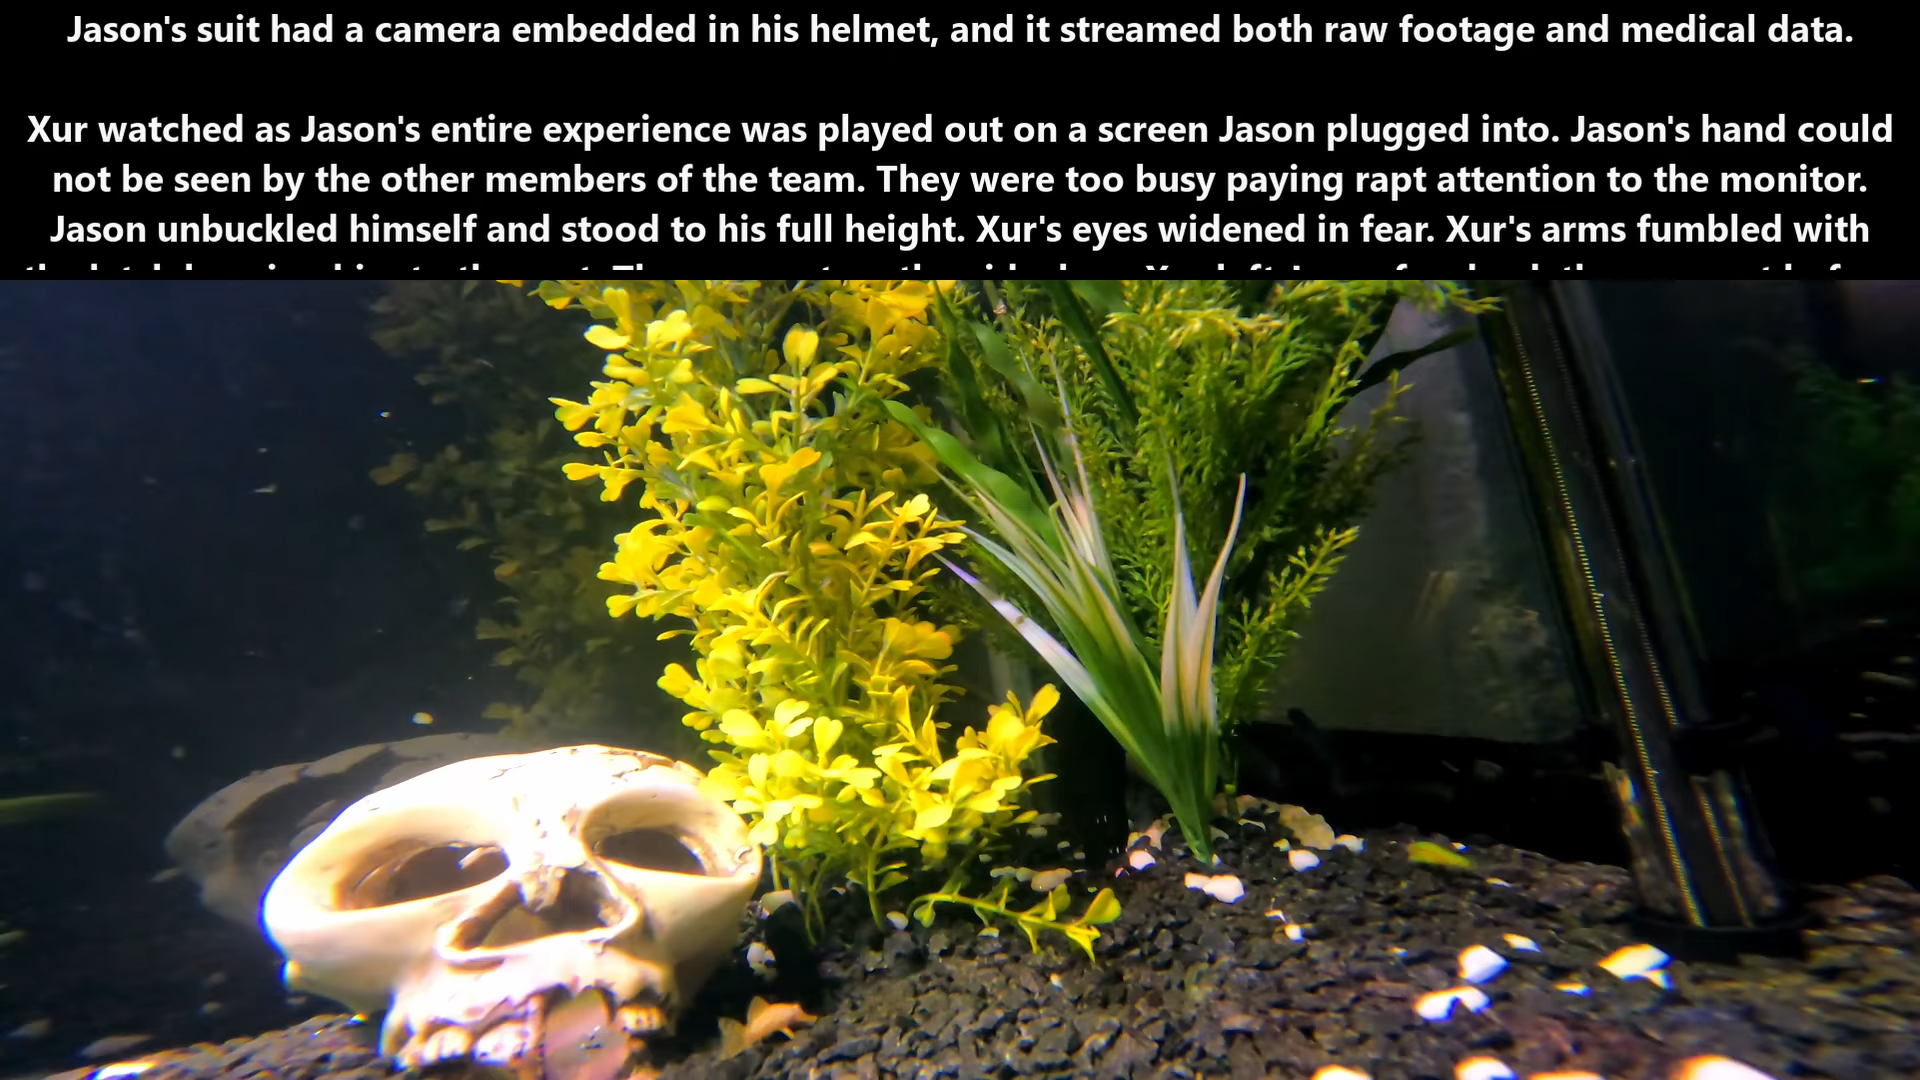 Jason's suit had a camera embedded in his helmet, and it streamed both raw footage and medical data.
Xur watched as Jason's entire experience was played out on a screen Jason plugged into. Jason's hand could
not be seen by the other members of the team. They were too busy paying rapt attention to the monitor.
Jason unbuckled himself and stood to his full height. Xur's eyes widened in fear. Xur's arms fumbled with